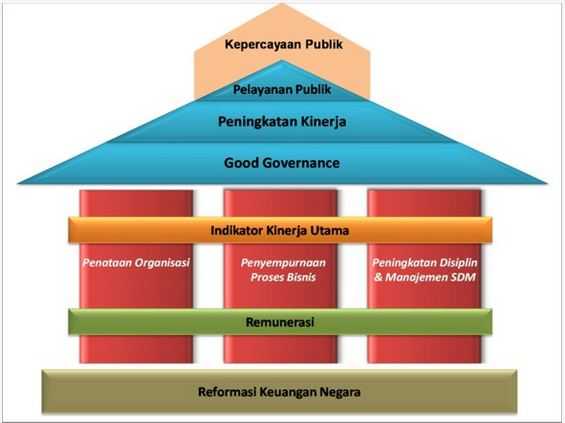 Kepercayaan Publik
Pelayanan Publik
Peningkatan Kinerja
Good Governance
Indikator Kinerja Utama
Penataan Organisasi
Penyempurnaan
Proses Bisnis
Peningkatan Disiplin
& Manajemen SDM
Remunerasi
Reformasi Keuangan Negara